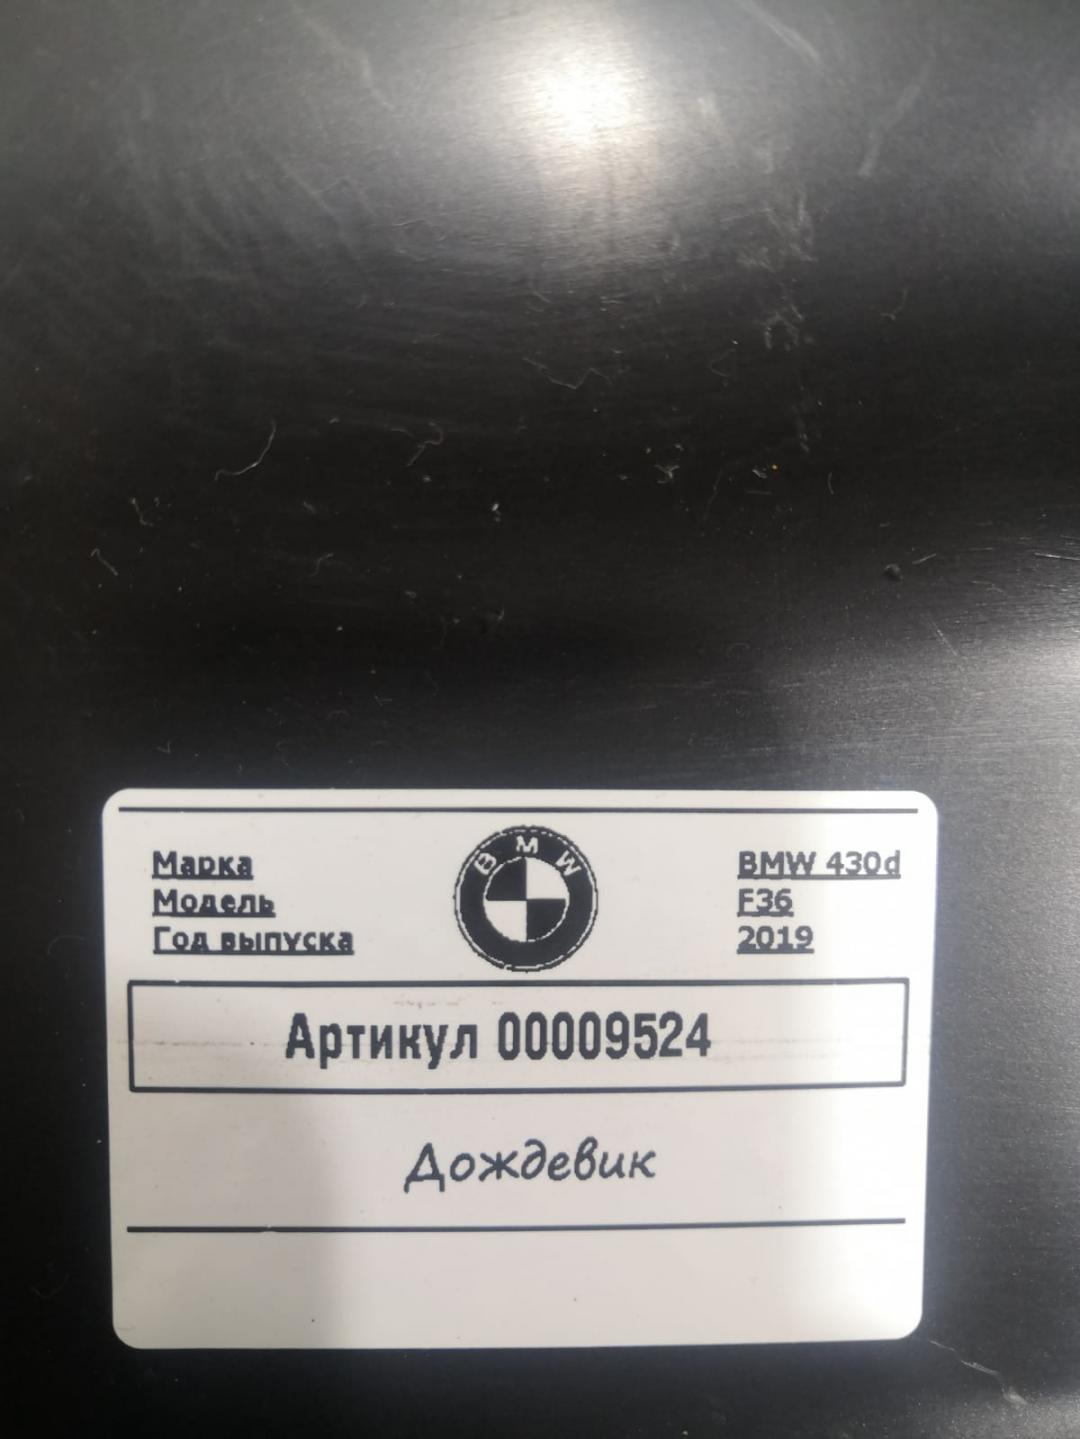 Марка BMW 430d
Модель F36
Год выпуска 2019
BMW
Артикул 00009524
Дождевик